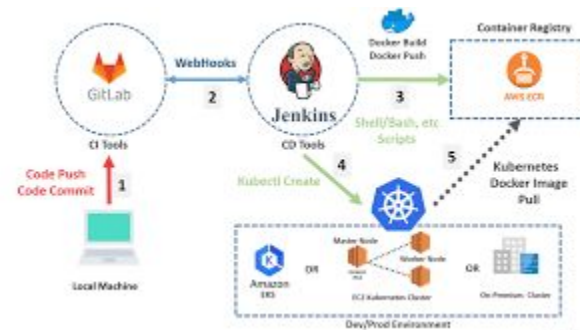 Container Registry
Docker Build
Docker Push
WebHooks
GitLab
2
Jenkins
3
AWS ECR
CI Tools
CD Tools
Shell/Bash, etc
Scripts
Code Push
Code Commit
1
4
5
Kubectl Create
Kubernetes
Docker Image
Pull
Local Machine
Master Node
Worker Node
Amazon
EKS
OR
EC2 Kubernetes Cluster
OR
On Premium Cluster
Dev/Prod Environment